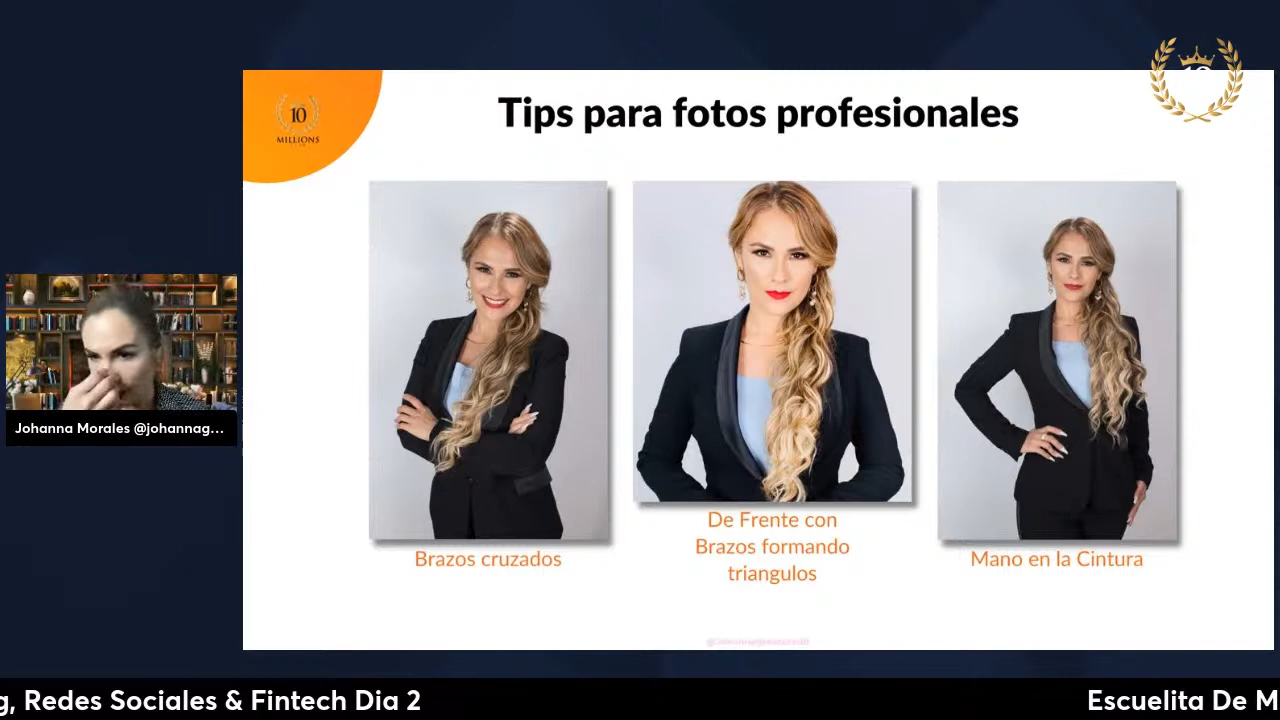 10
MILLIONS
Tips para fotos profesionales
Johanna Morales @johannag...
Brazos cruzados
De Frente con
Brazos formando
triangulos
Mano en la Cintura
g, Redes Sociales & Fintech Dia 2
Escuelita De M